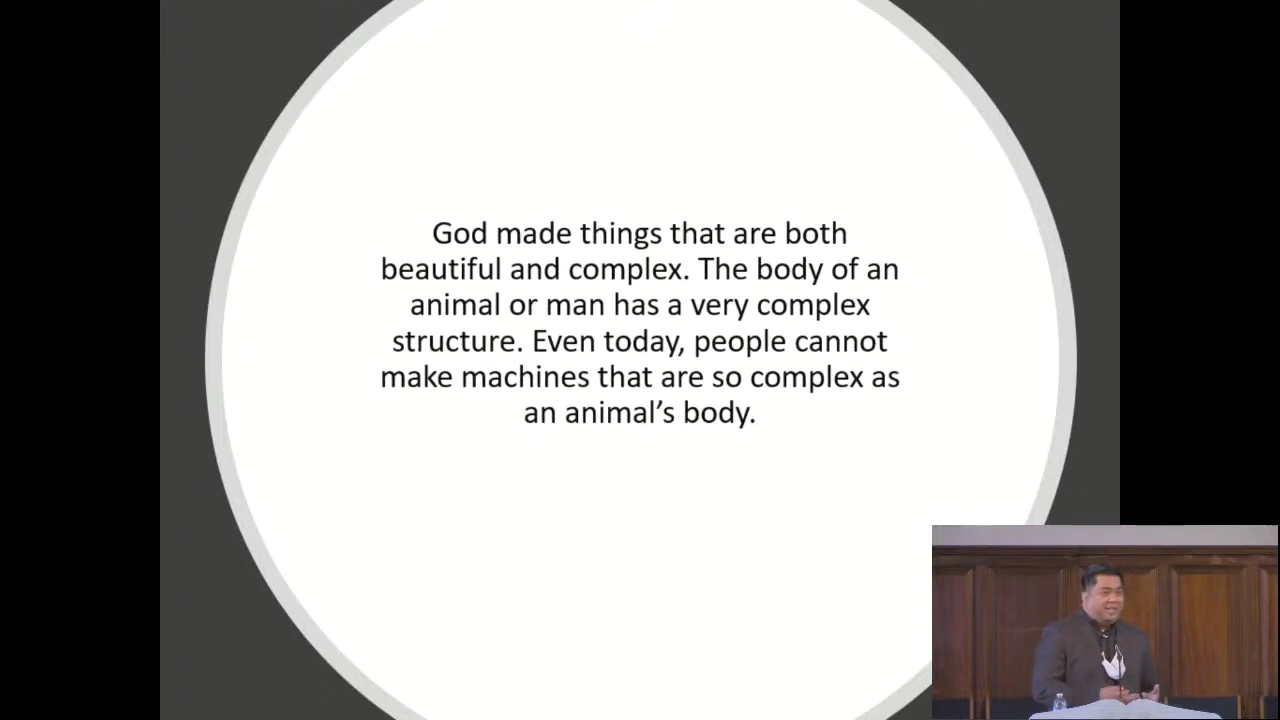 God made things that are both
beautiful and complex. The body of an
animal or man has a very complex
structure. Even today, people cannot
make machines that are so complex as
an animal’s body.